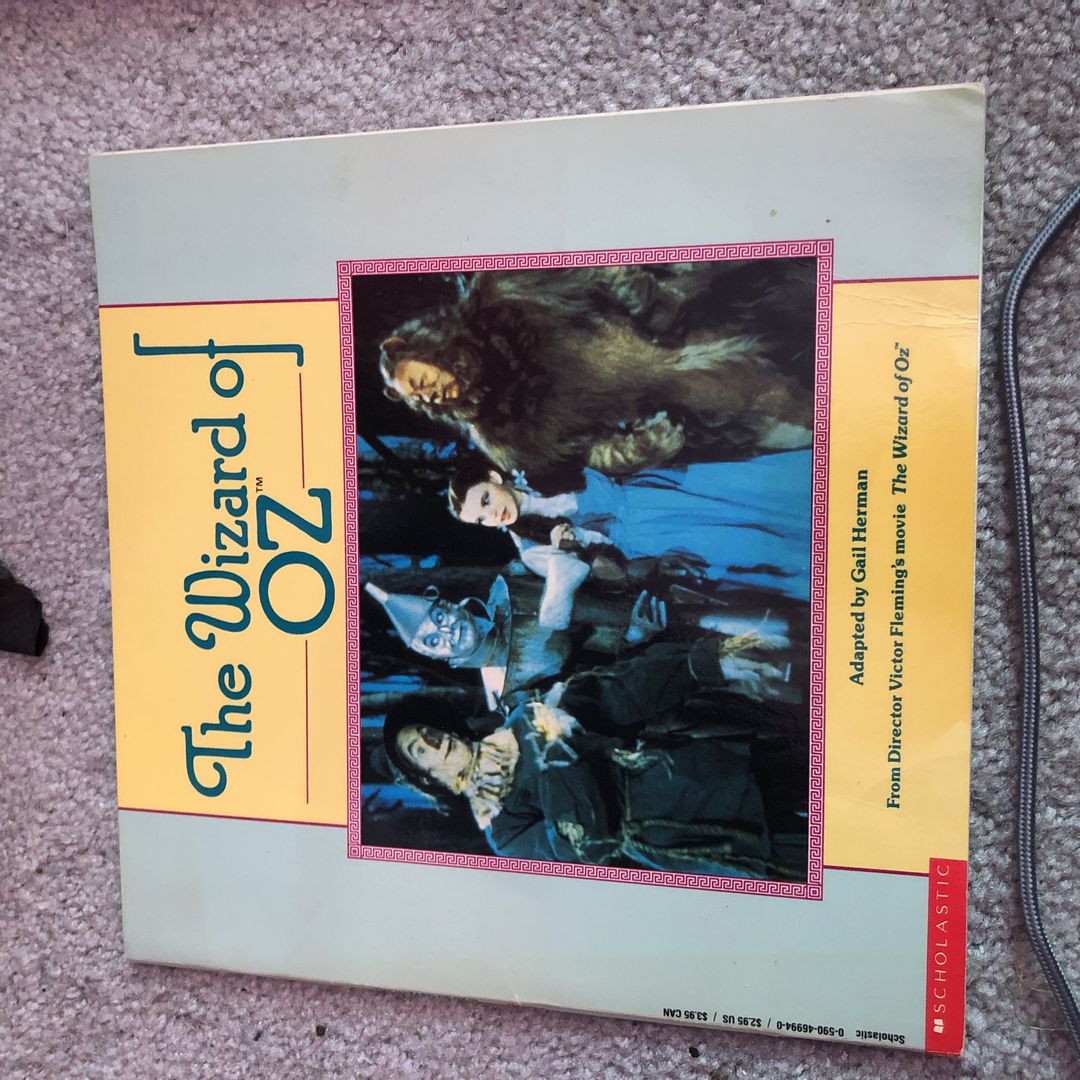 The Wizard of
OZ™
Adapted by Gail Herman
From Director Victor Fleming's movie The Wizard of Oz™
SCHOLASTIC
Scholastic 0-590-46994-0 / $2.95 US / $3.95 CAN